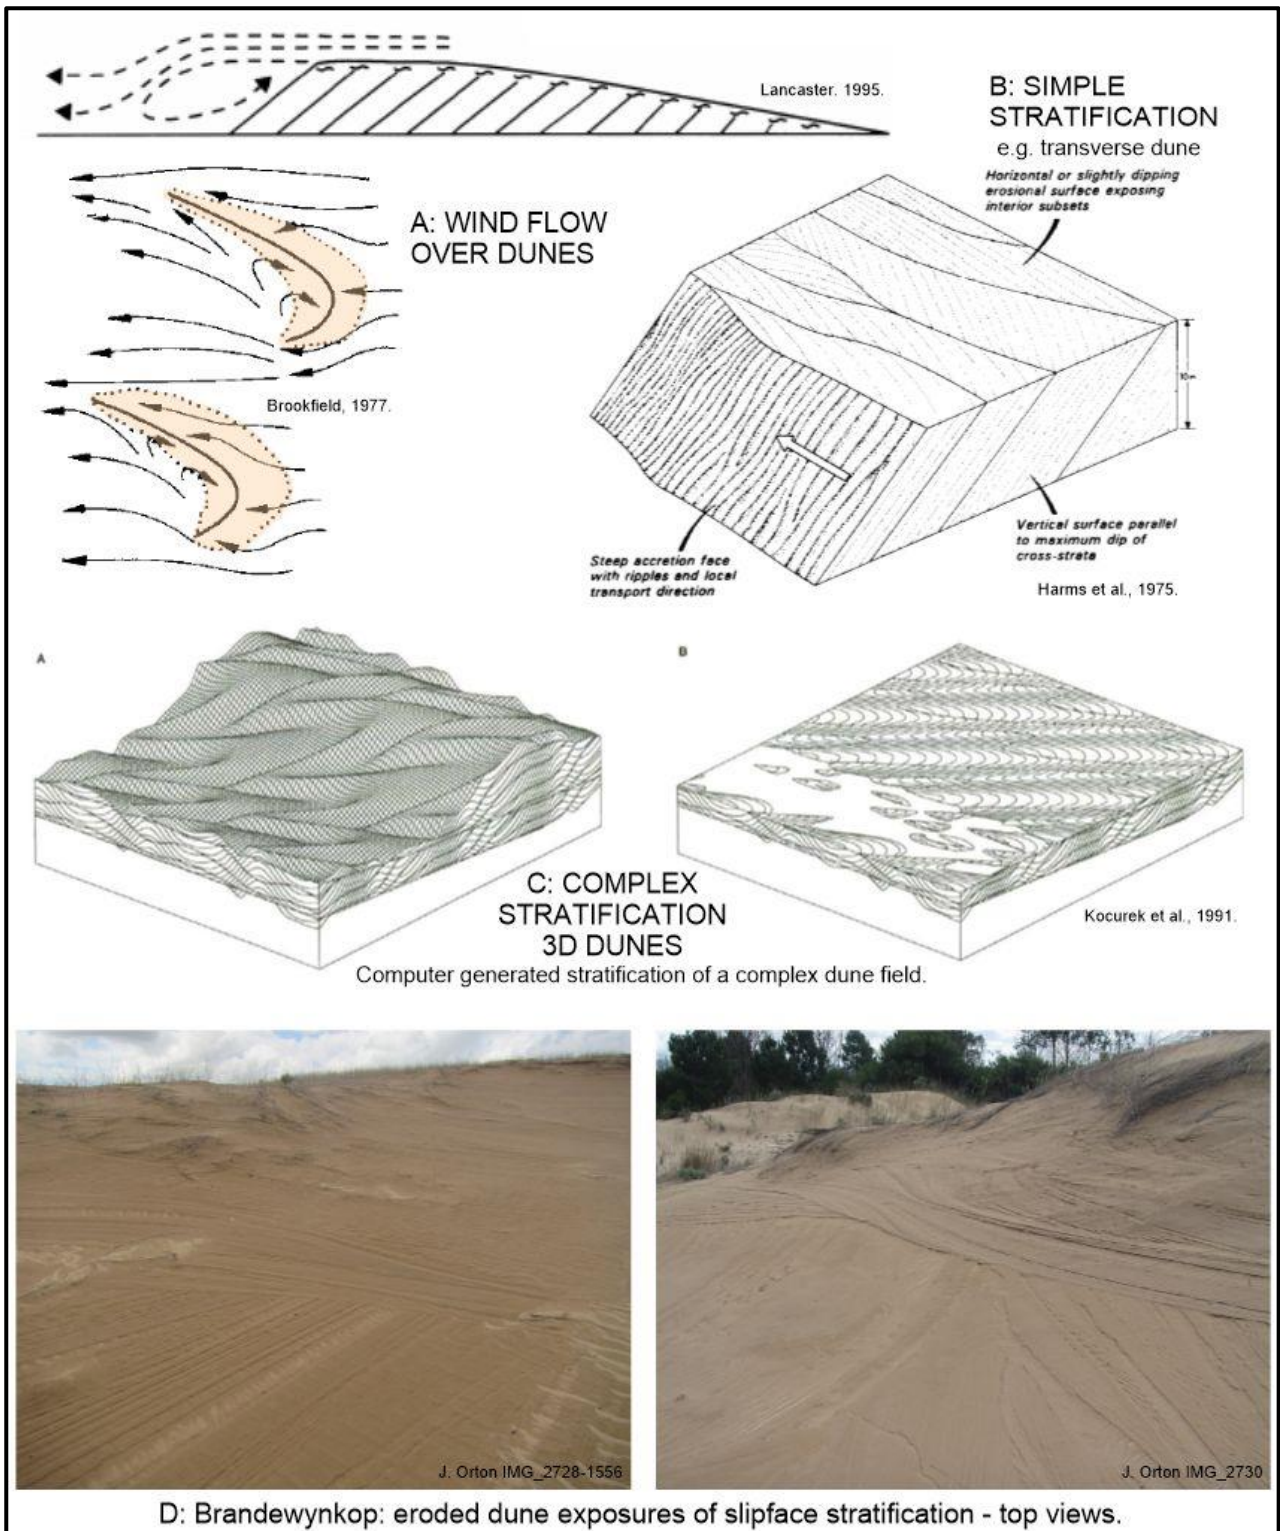 Lancaster. 1995.
B: SIMPLE
STRATIFICATION
e.g. transverse dune
Horizontal or slightly dipping
erosional surface exposing
interior subsets
A: WIND FLOW
OVER DUNES
Brookfield, 1977.
10m
Steep accretion face
with ripples and local
transport direction
Vertical surface parallel
to maximum dip of
cross-strata
Harms et al., 1975.
A
B
C: COMPLEX
STRATIFICATION
3D DUNES
Kocurek et al., 1991.
Computer generated stratification of a complex dune field.
J. Orton IMG_2728-1556
J. Orton IMG_2730
D: Brandewynkop: eroded dune exposures of slipface stratification - top views.